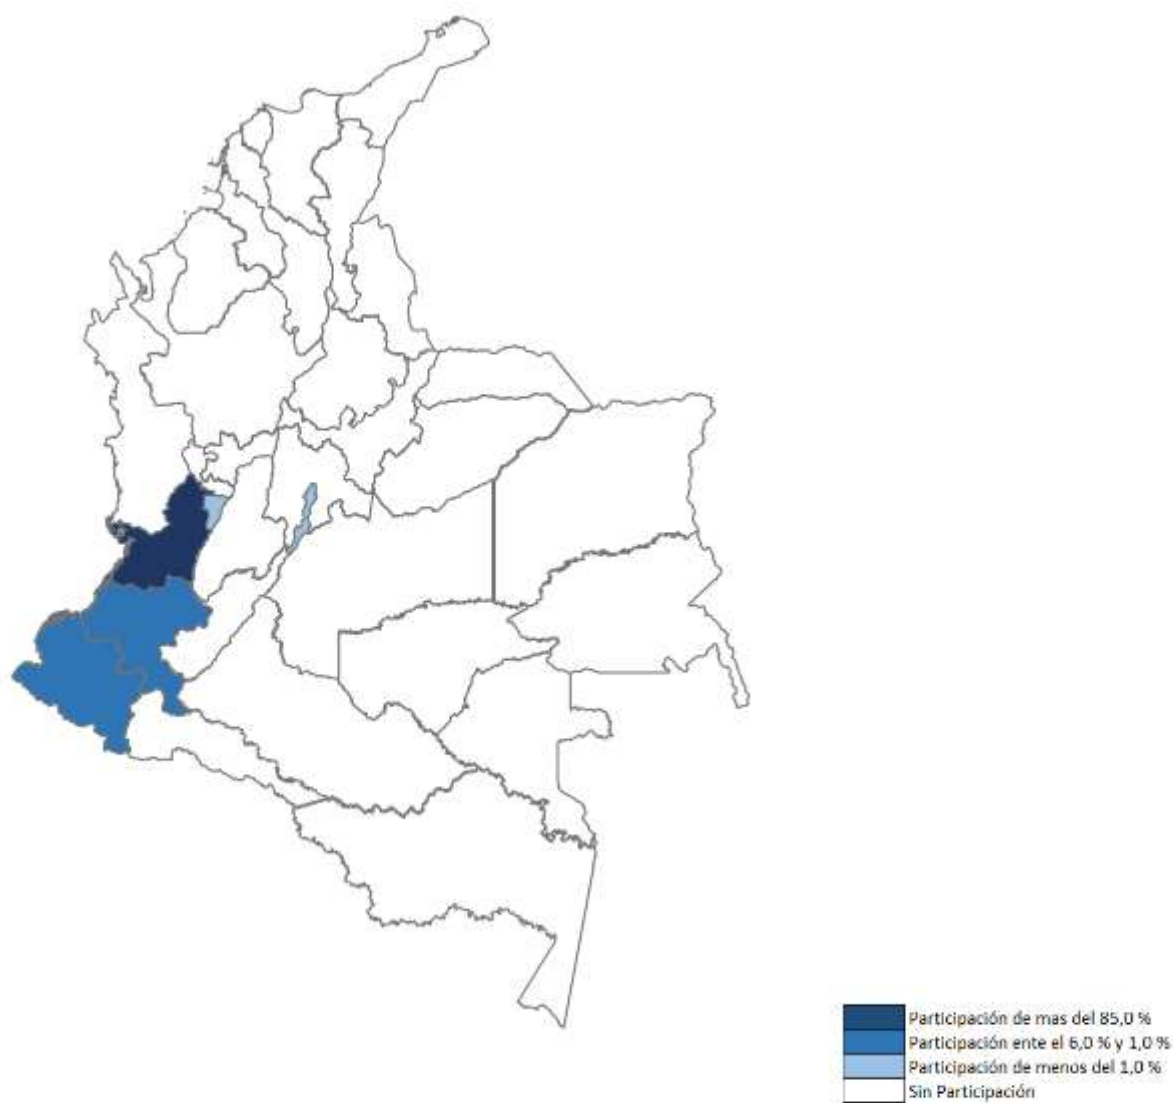 Participación de mas del 85,0 %
Participación ente el 6,0 % y 1,0 %
Participación de menos del 1,0 %
Sin Participación